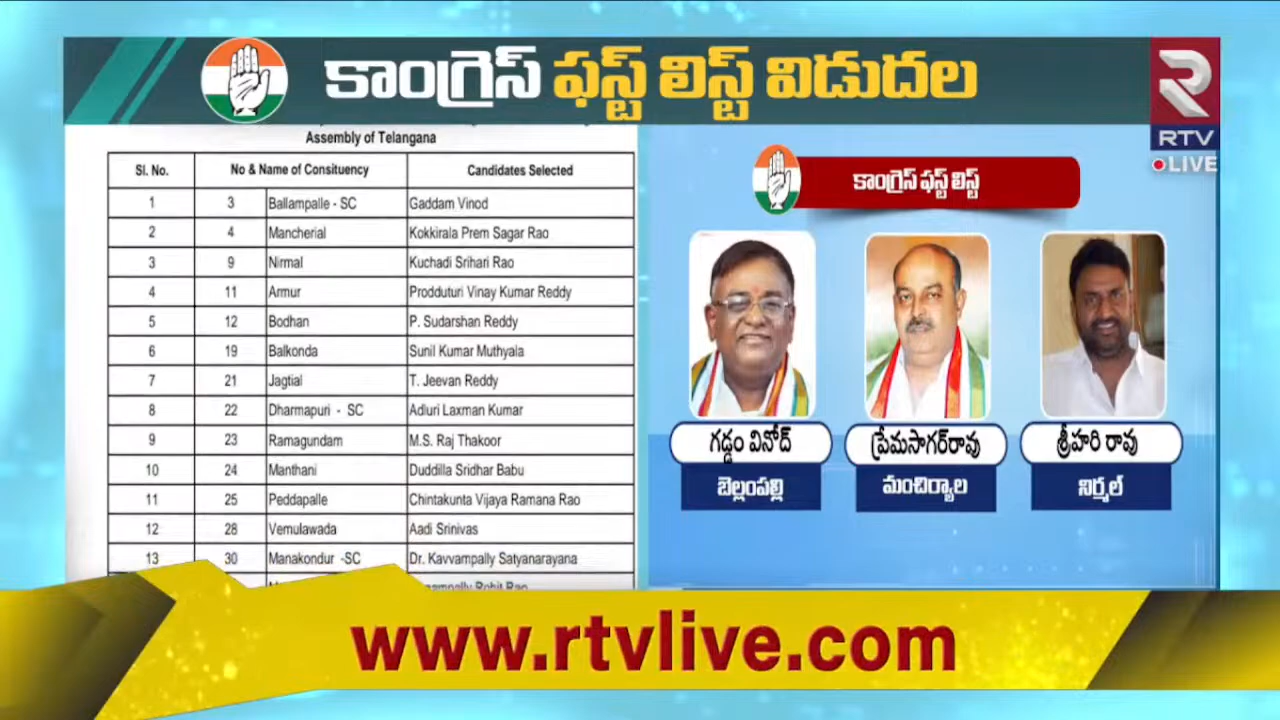 కాంగ్రెస్ ఫస్ట్ లిస్ట్ విడుదల
RTV
LIVE
Assembly of Telangana
Sl. No. No & Name of Consituency Candidates Selected
1 3 Ballampalle - SC Gaddam Vinod
2 4 Mancherial Kokkirala Prem Sagar Rao
3 9 Nirmal Kuchadi Srihari Rao
4 11 Armur Prodduturi Vinay Kumar Reddy
5 12 Bodhan P. Sudarshan Reddy
6 19 Balkonda Sunil Kumar Muthyala
7 21 Jagtial T. Jeevan Reddy
8 22 Dharmapuri - SC Adluri Laxman Kumar
9 23 Ramagundam M.S. Raj Thakoor
10 24 Manthani Duddilla Sridhar Babu
11 25 Peddapalle Chintakunta Vijaya Ramana Rao
12 28 Vemulawada Aadi Srinivas
13 30 Manakondur -SC Dr. Kavvampally Satyanarayana
Rohit Rao
కాంగ్రెస్ ఫస్ట్ లిస్ట్
గడ్డం వినోద్
బెల్లంపల్లి
ప్రేమసాగర్‌రావు
మంచిర్యాల
శ్రీహరి రావు
నిర్మల్
www.rtvlive.com